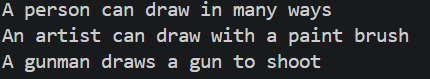 A person can draw in many ways
An artist can draw with a paint brush
A gunman draws a gun to shoot